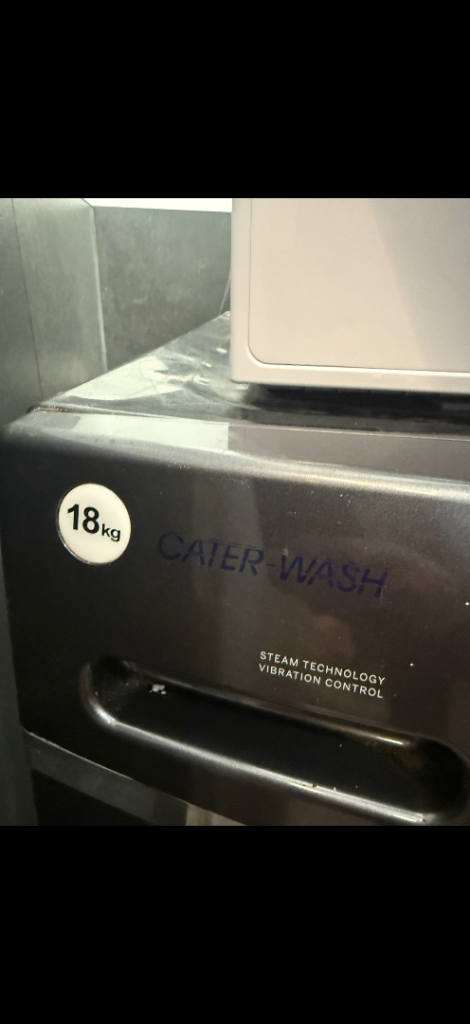 18kg
CATER-WASH
STEAM TECHNOLOGY
VIBRATION CONTROL